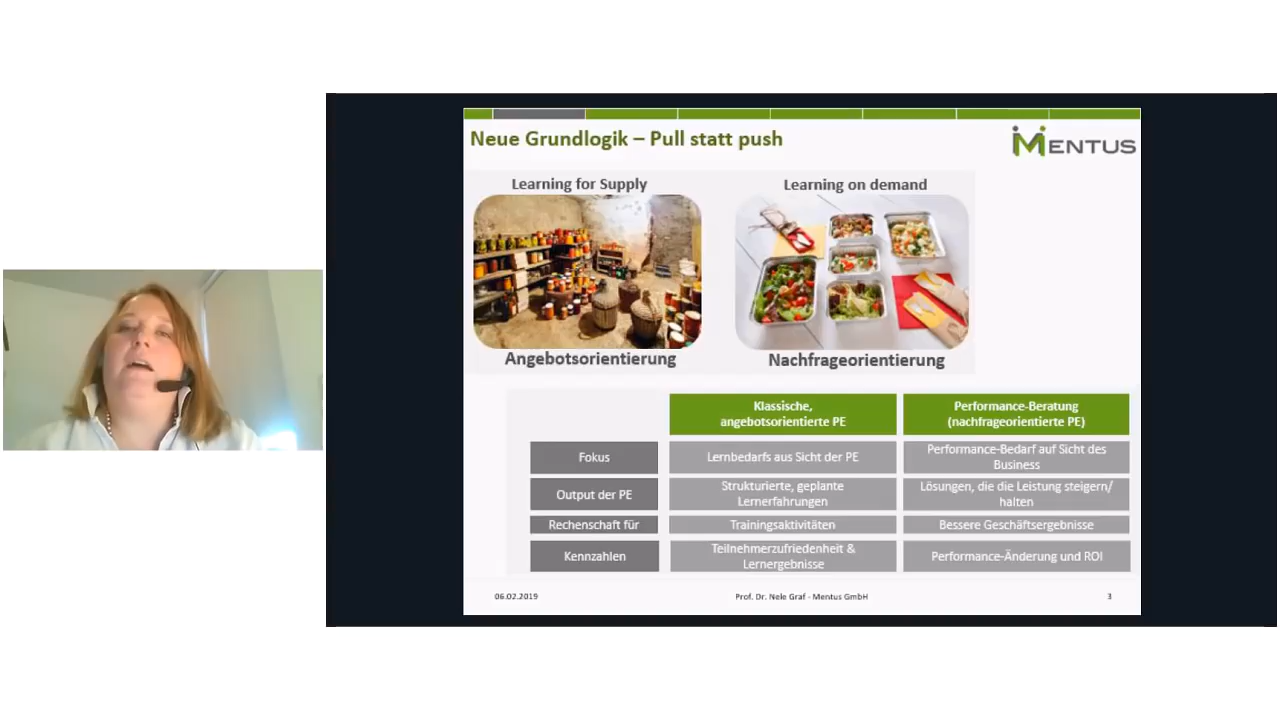 Neue Grundlogik – Pull statt push
MENTUS
Learning for Supply
Learning on demand
Angebotsorientierung
Nachfrageorientierung
Klassische,
angebotsorientierte PE
Performance-Beratung
(nachfrageorientierte PE)
Fokus
Lernbedarfs aus Sicht der PE
Performance-Bedarf auf Sicht des
Business
Output der PE
Strukturierte, geplante
Lernerfahrungen
Lösungen, die die Leistung steigern/
halten
Rechenschaft für
Trainingsaktivitäten
Bessere Geschäftsergebnisse
Kennzahlen
Teilnehmerzufriedenheit &
Lernergebnisse
Performance-Änderung und ROI
06.02.2019
Prof. Dr. Nele Graf - Mentus GmbH
3